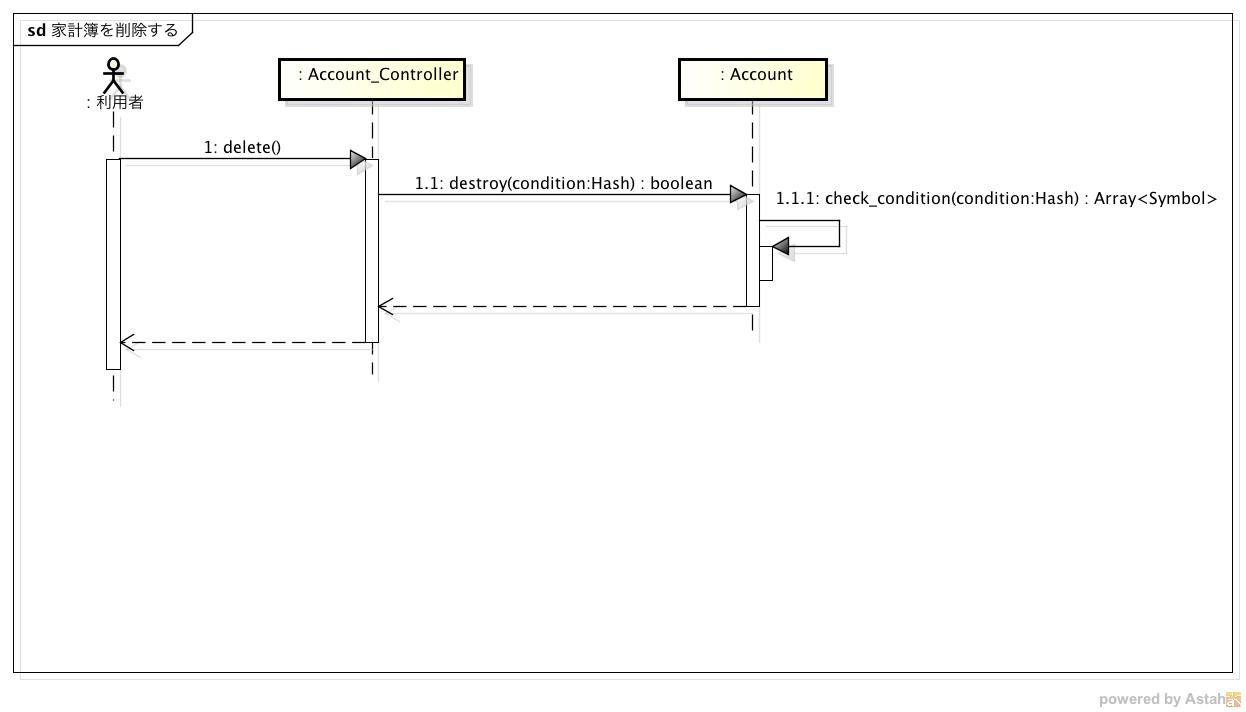 sd 家計簿を削除する
: 利用者
: Account_Controller
: Account
1: delete()
1.1: destroy(condition:Hash) : boolean
1.1.1: check_condition(condition:Hash) : Array<Symbol>
powered by Astah